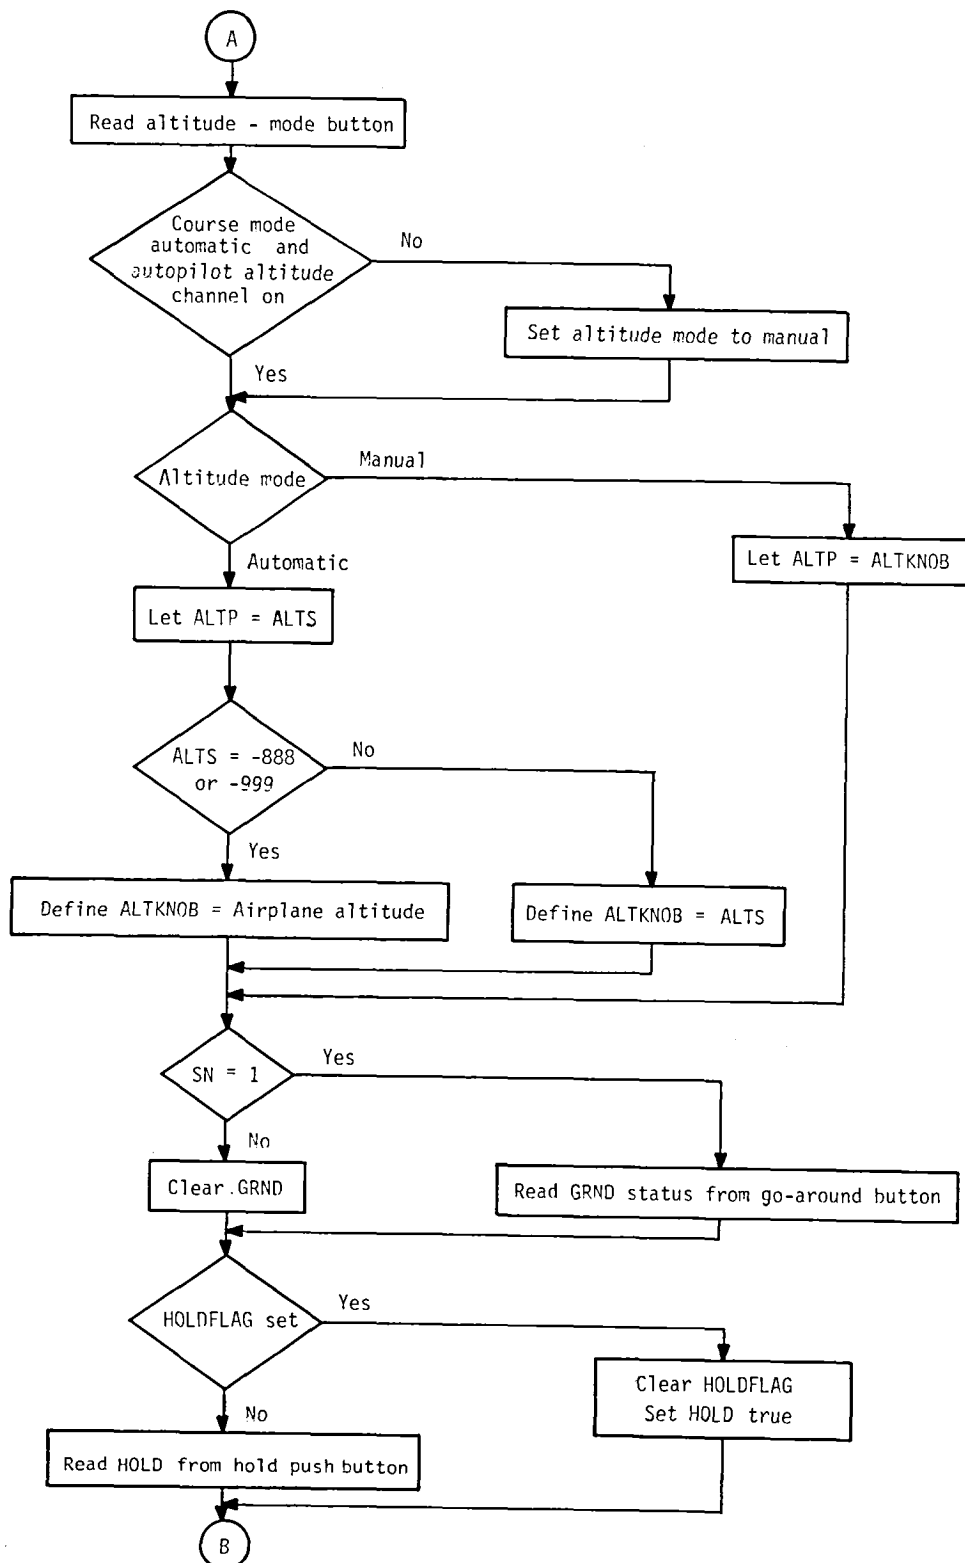 A
Read altitude - mode button
Course mode
automatic and
autopilot altitude
channel on
No
Set altitude mode to manual
Yes
Altitude mode
Manual
Let ALTP = ALTKNOB
Automatic
Let ALTP = ALTS
ALTS = -888
or -999
No
Yes
Define ALTKNOB = Airplane altitude
Define ALTKNOB = ALTS
SN = 1
Yes
No
Clear.GRND
Read GRND status from go-around button
HOLDFLAG set
Yes
Clear HOLDFLAG
Set HOLD true
No
Read HOLD from hold push button
B